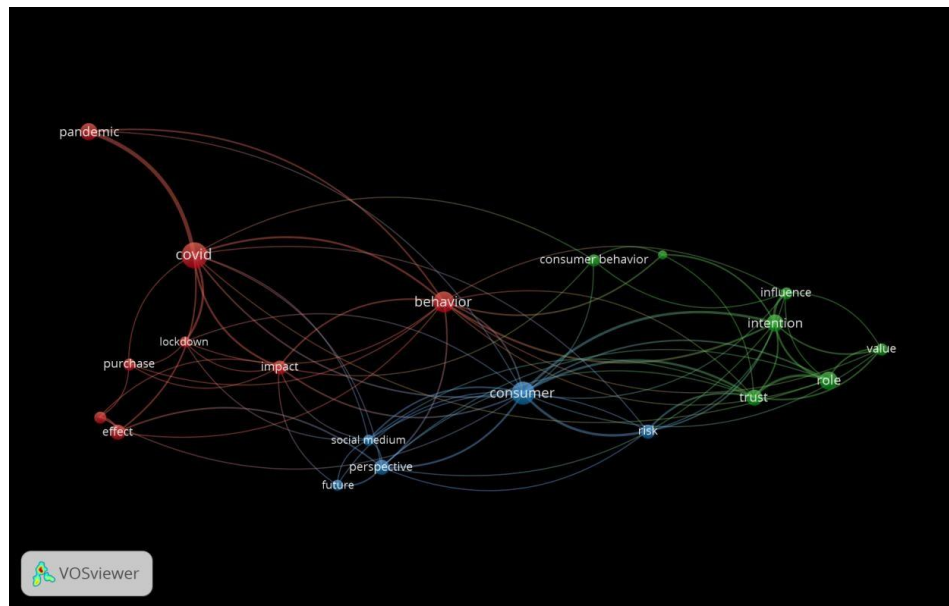 pandemic
covid
consumer behavior
influence
behavior
intention
lockdown
value
purchase
impact
role
consumer
trust
effect
risk
social medium
perspective
future
VOSviewer